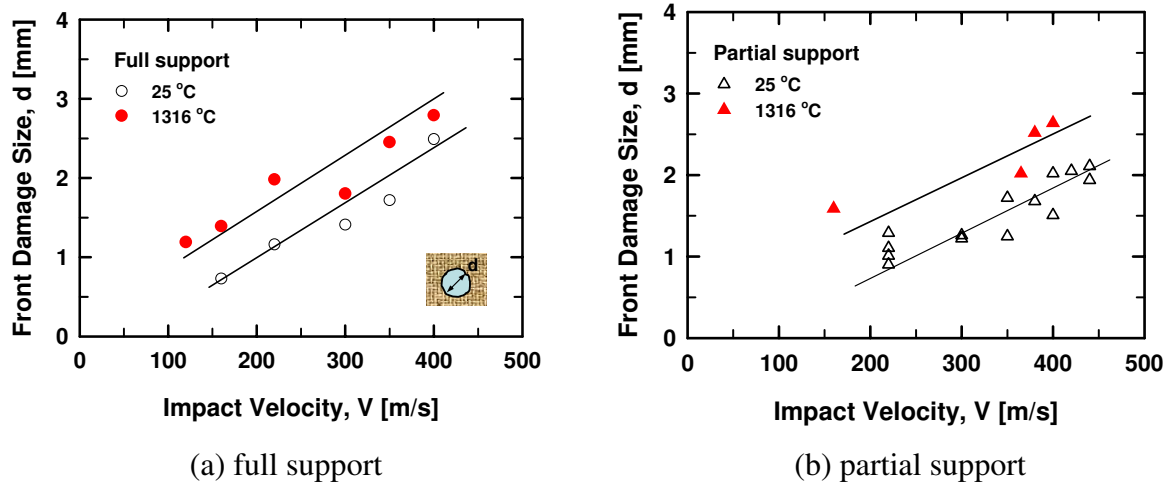 Front Damage Size, d [mm]
4
3
2
1
0
Full support
25 °C
1316 °C
d
0 100 200 300 400 500
Impact Velocity, V [m/s]
(a) full support
Front Damage Size, d [mm]
4
3
2
1
0
Partial support
25 °C
1316 °C
0 100 200 300 400 500
Impact Velocity, V [m/s]
(b) partial support